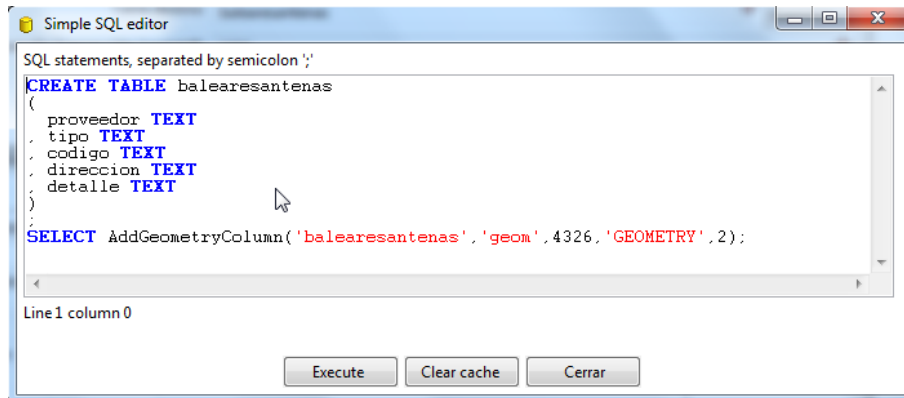 Simple SQL editor
SQL statements, separated by semicolon ';'
CREATE TABLE balearesantenas
(
  proveedor TEXT
, tipo TEXT
, codigo TEXT
, direccion TEXT
, detalle TEXT
)
;
SELECT AddGeometryColumn('balearesantenas','geom',4326,'GEOMETRY',2);
Line 1 column 0
Execute Clear cache Cerrar